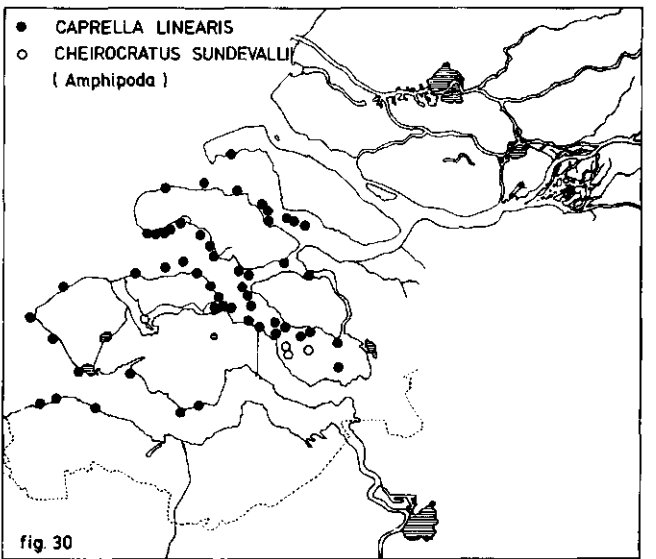 CAPRELLA LINEARIS
CHEIROCRATUS SUNDEVALLI
( Amphipoda )
fig. 30